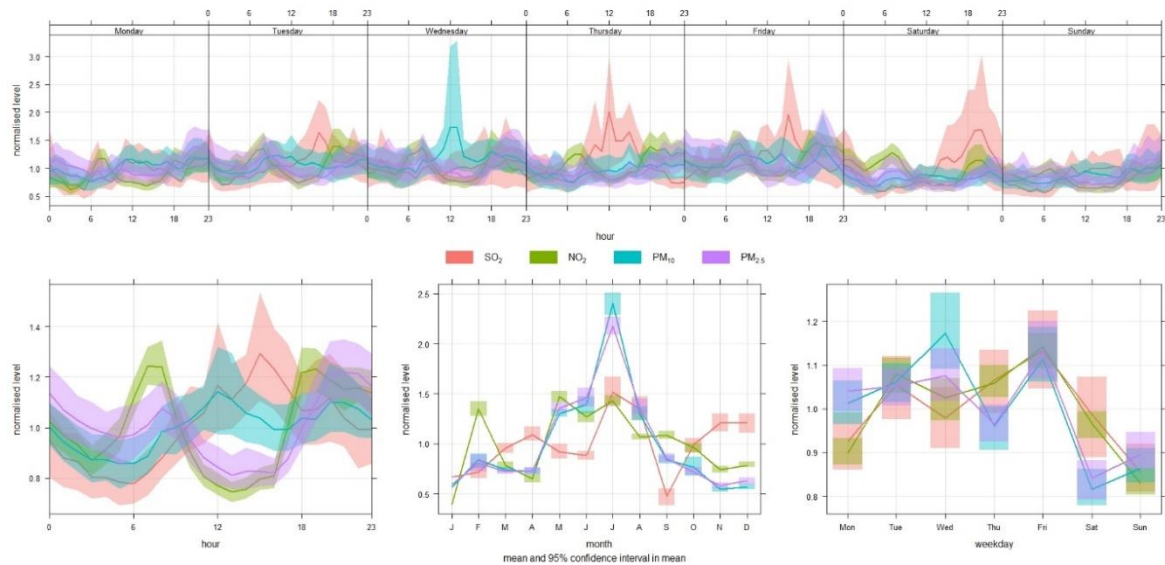 0 6 12 18 23 0 6 12 18 23 0 6 12 18 23
Monday Tuesday Wednesday Thursday Friday Saturday Sunday
3.0
2.5
2.0
1.5
1.0
0.5
normalised level
0 6 12 18 23 0 6 12 18 23 0 6 12 18 23 0 6 12 18 23
hour
SO₂ NO₂ PM₁₀ PM₂.₅
1.4
1.2
1.0
0.8
normalised level
0 6 12 18 23
hour
2.5
2.0
1.5
1.0
0.5
normalised level
J F M A M J J A S O N D
month
mean and 95% confidence interval in mean
1.2
1.1
1.0
0.9
0.8
normalised level
Mon Tue Wed Thu Fri Sat Sun
weekday